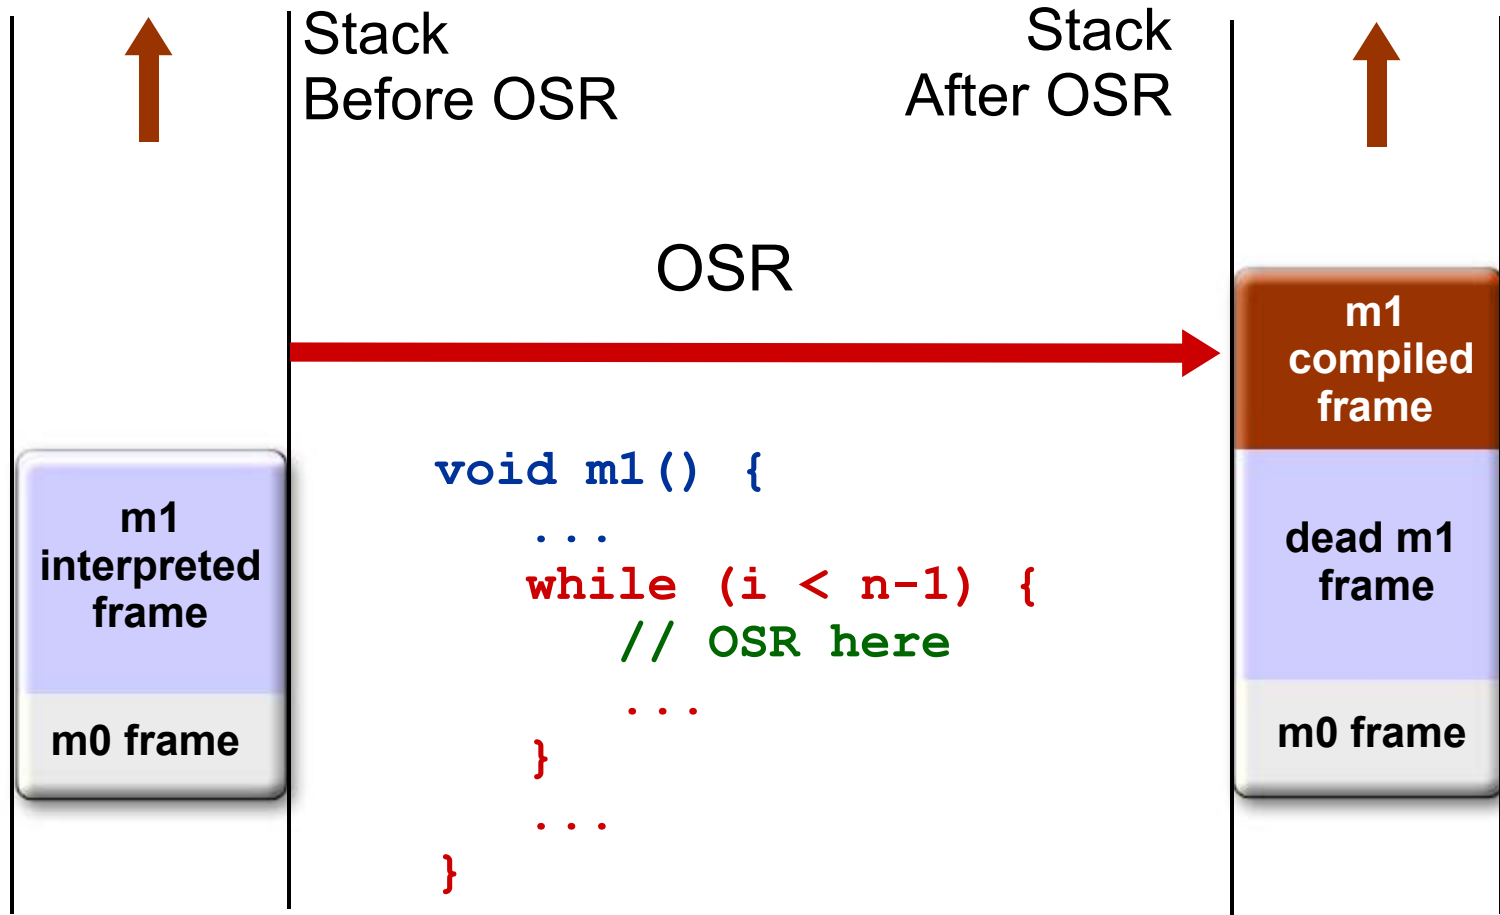 Stack
Before OSR
Stack
After OSR
OSR
m1
interpreted
frame
m0 frame
void m1() {
...
while (i < n-1) {
// OSR here
...
}
...
}
m1
compiled
frame
dead m1
frame
m0 frame